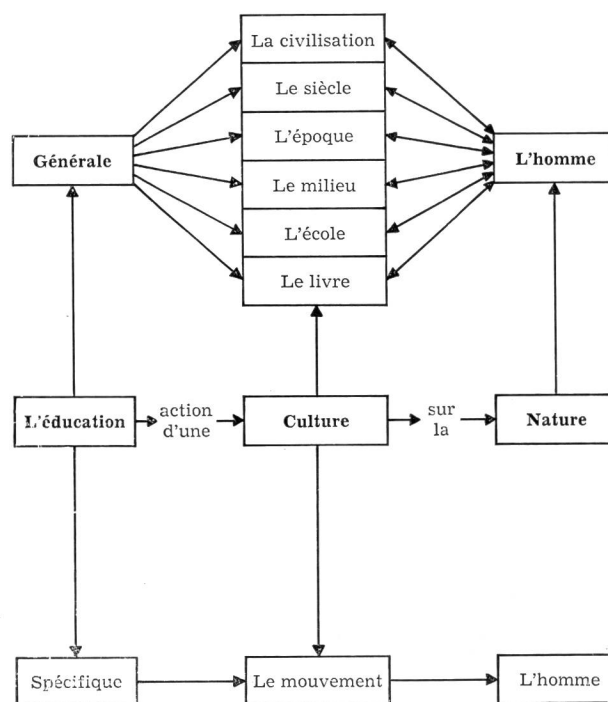 La civilisation
Le siècle
L'époque
Générale
L'homme
Le milieu
L'école
Le livre
L'éducation
action
d'une
Culture
sur
la
Nature
Spécifique
Le mouvement
L'homme